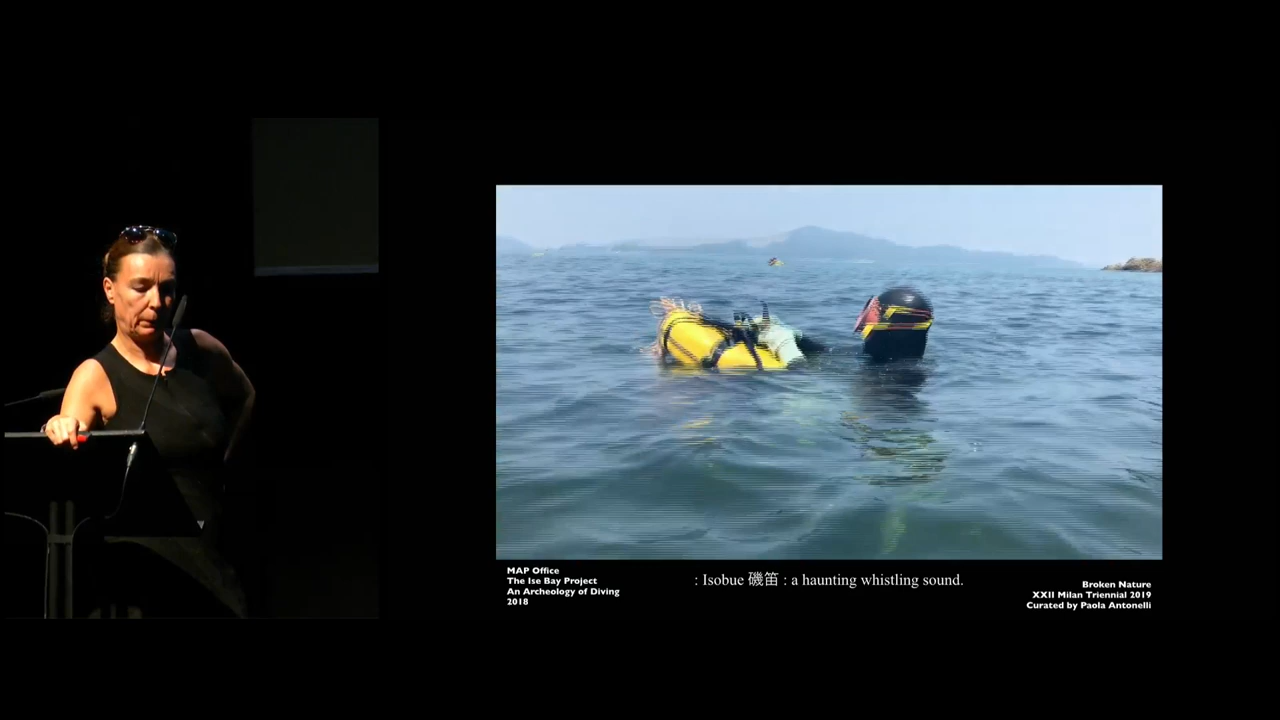 MAP Office
The Ise Bay Project
An Archeology of Diving
2018
: Isobue 磯笛 : a haunting whistling sound.
Broken Nature
XXII Milan Triennial 2019
Curated by Paola Antonelli